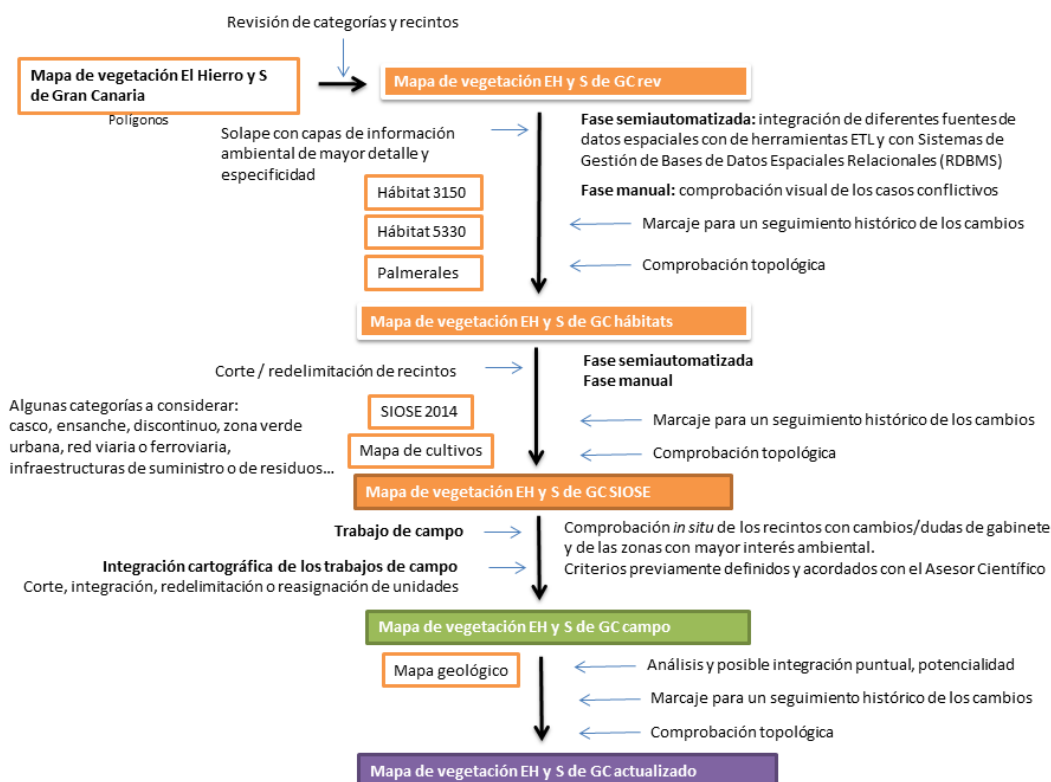 Revisión de categorías y recintos
Mapa de vegetación El Hierro y S
de Gran Canaria
Polígonos
Mapa de vegetación EH y S de GC rev
Solape con capas de información
ambiental de mayor detalle y
especificidad
Fase semiautomatizada: integración de diferentes fuentes de
datos espaciales con de herramientas ETL y con Sistemas de
Gestión de Bases de Datos Espaciales Relacionales (RDBMS)
Fase manual: comprobación visual de los casos conflictivos
Hábitat 3150
Hábitat 5330
Palmerales
Marcaje para un seguimiento histórico de los cambios
Comprobación topológica
Mapa de vegetación EH y S de GC hábitats
Corte / redelimitación de recintos
Fase semiautomatizada
Fase manual
Algunas categorías a considerar:
casco, ensanche, discontinuo, zona verde
urbana, red viaria o ferroviaria,
infraestructuras de suministro o de residuos...
SIOSE 2014
Mapa de cultivos
Marcaje para un seguimiento histórico de los cambios
Comprobación topológica
Mapa de vegetación EH y S de GC SIOSE
Trabajo de campo
Integración cartográfica de los trabajos de campo
Corte, integración, redelimitación o reasignación de unidades
Comprobación in situ de los recintos con cambios/dudas de gabinete
y de las zonas con mayor interés ambiental.
Criterios previamente definidos y acordados con el Asesor Científico
Mapa de vegetación EH y S de GC campo
Mapa geológico
Análisis y posible integración puntual, potencialidad
Marcaje para un seguimiento histórico de los cambios
Comprobación topológica
Mapa de vegetación EH y S de GC actualizado